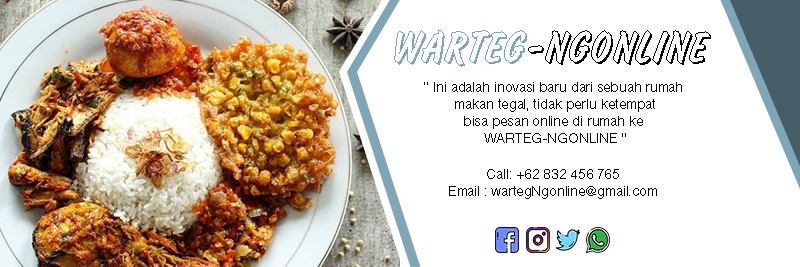 WARTEG-NGONLINE
" Ini adalah inovasi baru dari sebuah rumah
makan tegal, tidak perlu ketempat
bisa pesan online di rumah ke
WARTEG-NGONLINE "
Call: +62 832 456 765
Email : wartegNgonline@gmail.com